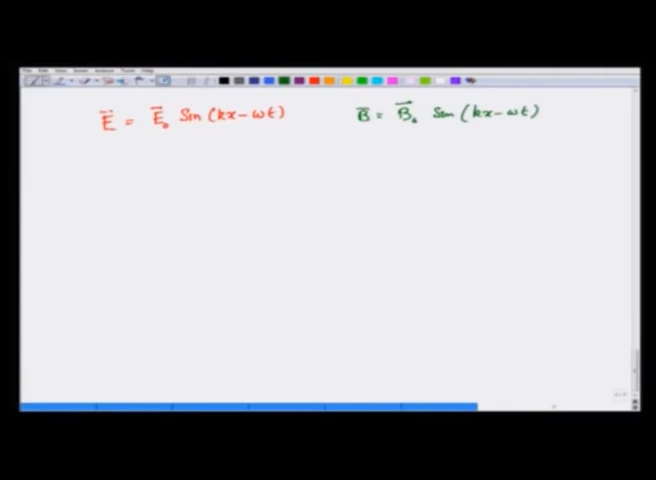 E⃗ = E⃗₀ Sin (kx - ωt) B⃗ = B⃗₀ Sin (kx - ωt)